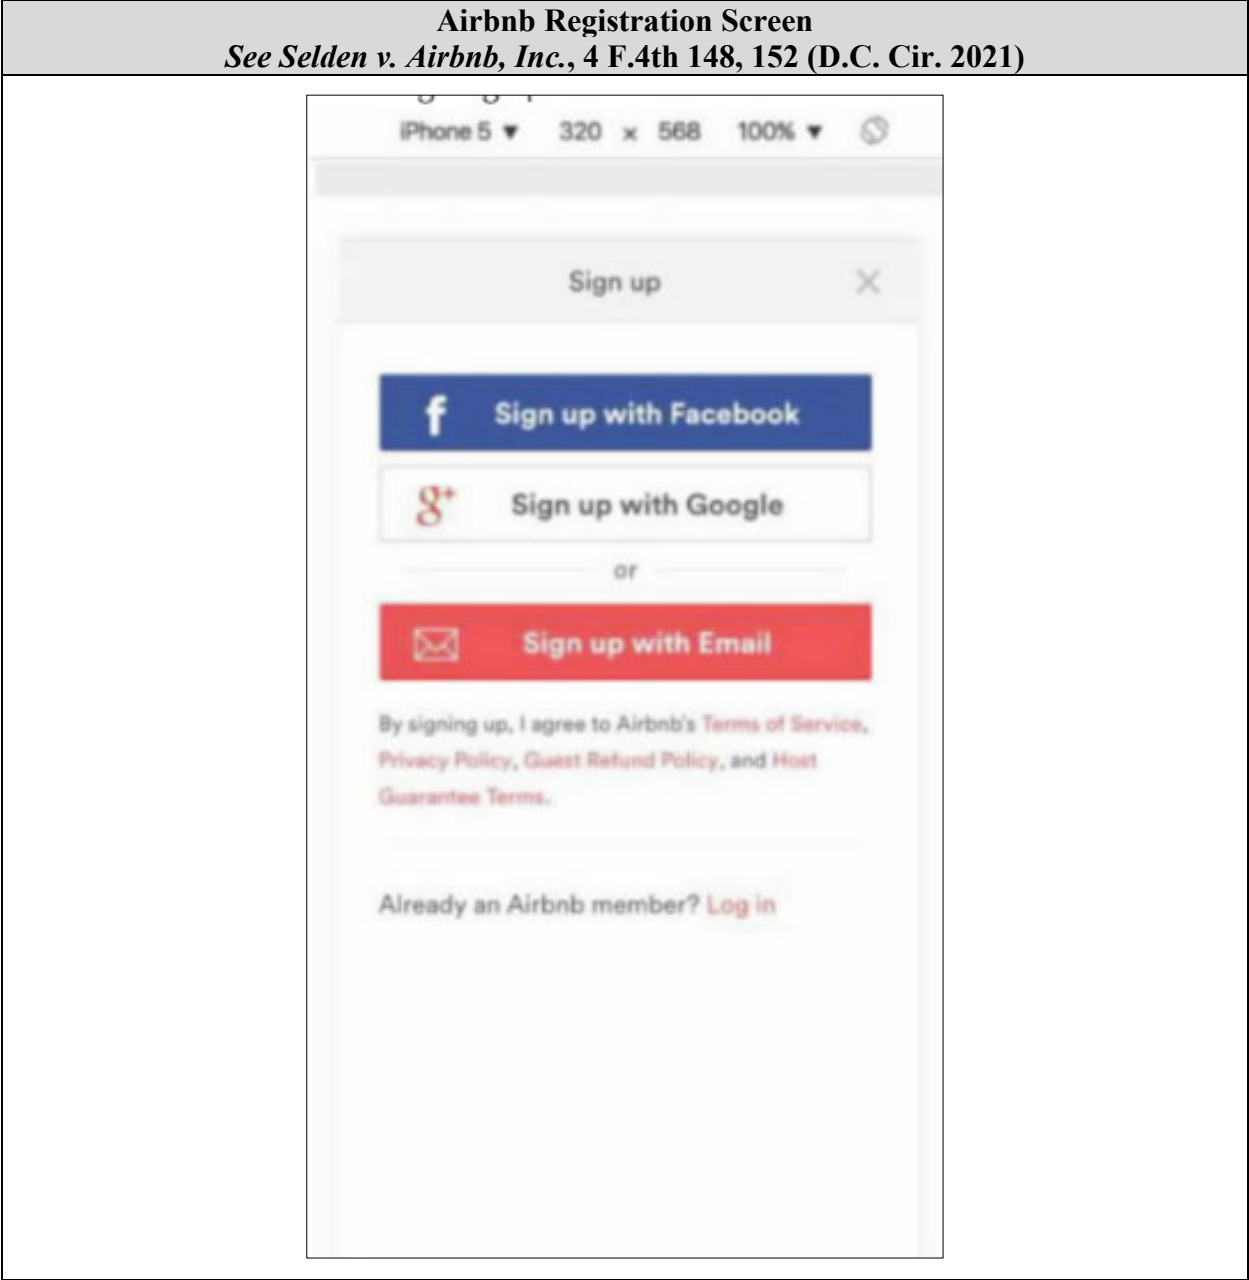 Airbnb Registration Screen
See Selden v. Airbnb, Inc., 4 F.4th 148, 152 (D.C. Cir. 2021)
iPhone 5 ▼ 320 x 568 100% ▼
Sign up ×
f Sign up with Facebook
g+ Sign up with Google
or
Sign up with Email
By signing up, I agree to Airbnb's Terms of Service,
Privacy Policy, Guest Refund Policy, and Host
Guarantee Terms.
Already an Airbnb member? Log in